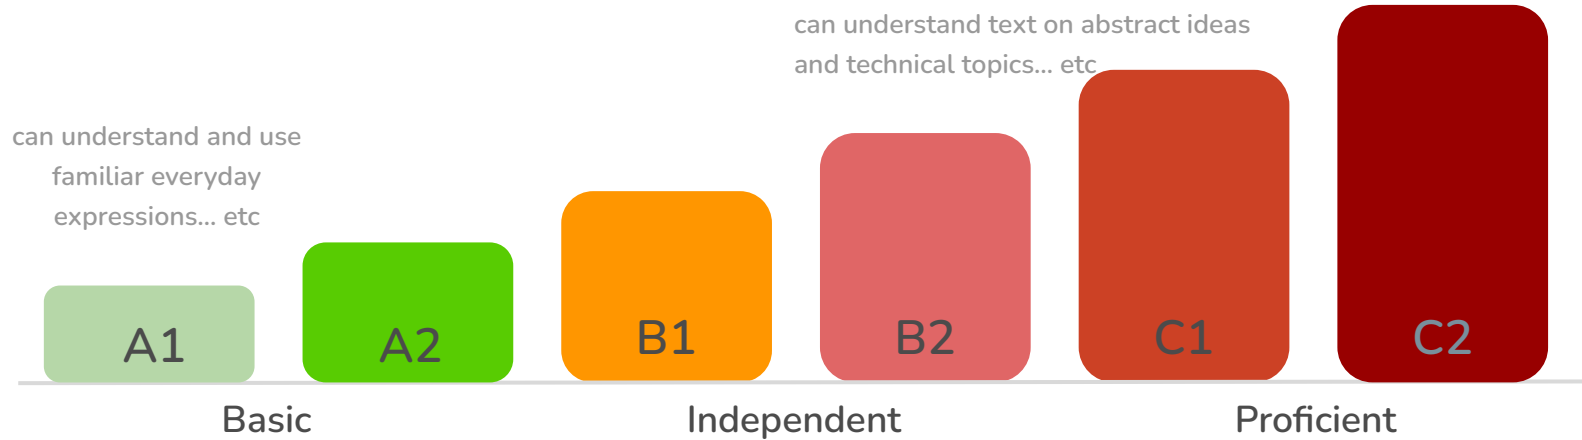 can understand text on abstract ideas
and technical topics... etc
can understand and use
familiar everyday
expressions... etc
A1
A2
B1
B2
C1
C2
Basic
Independent
Proficient